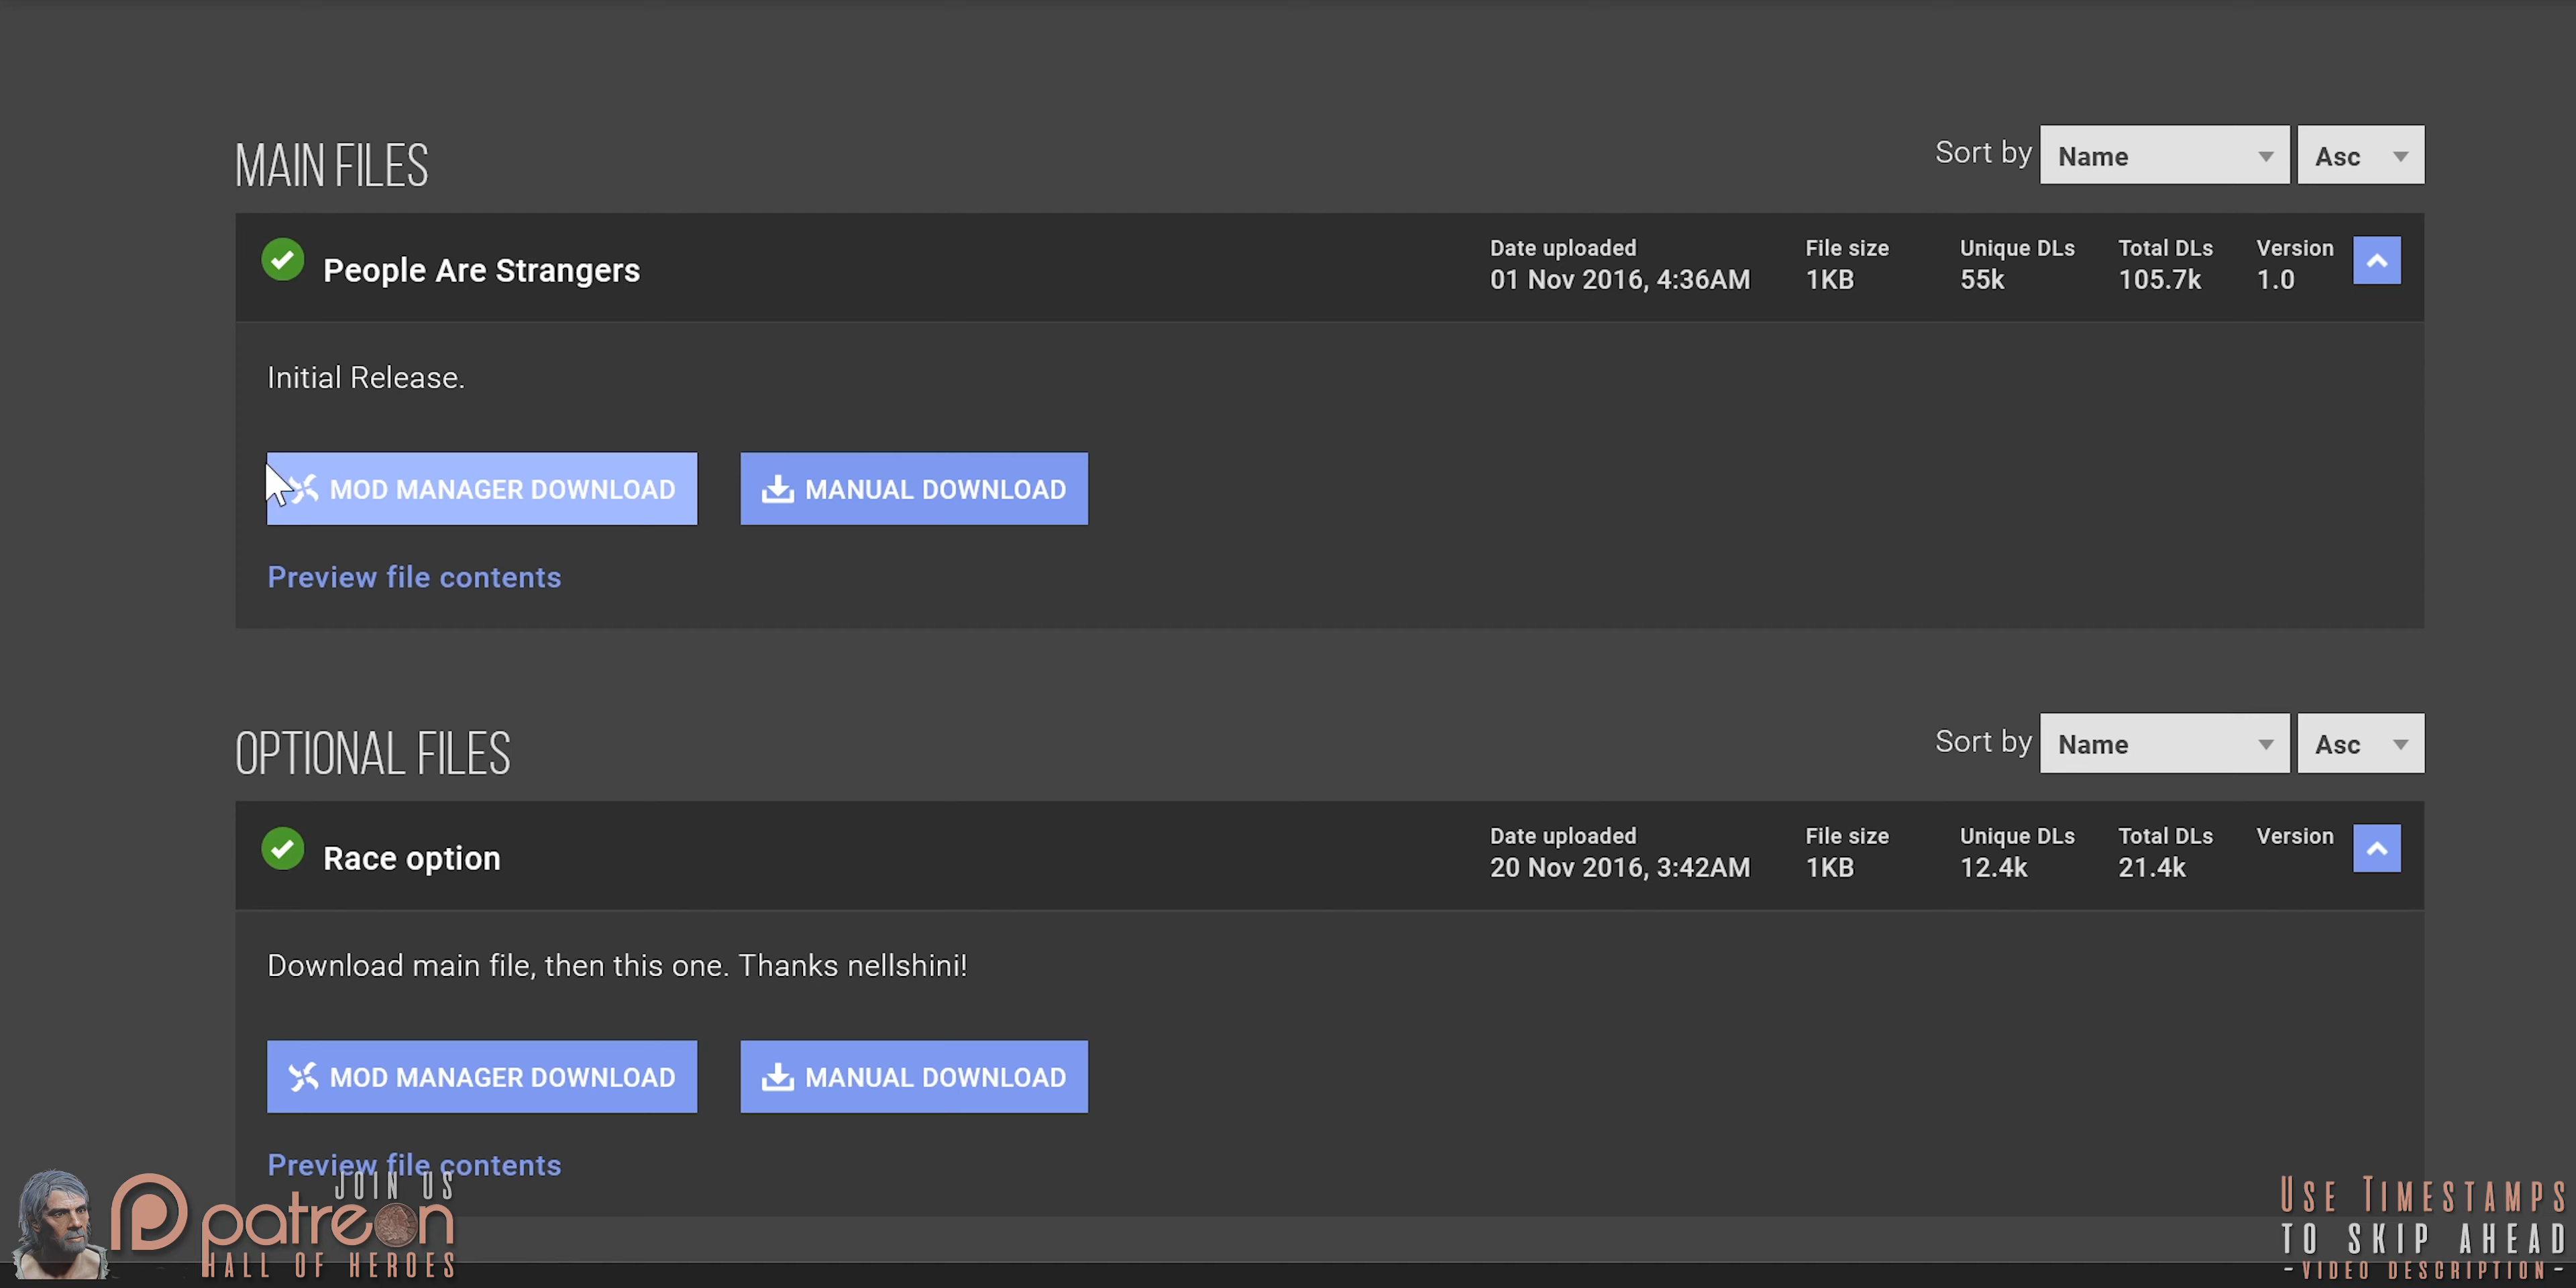 MAIN FILES
Sort by Name Asc
People Are Strangers
Date uploaded File size Unique DLs Total DLs Version
01 Nov 2016, 4:36AM 1KB 55k 105.7k 1.0
Initial Release.
MOD MANAGER DOWNLOAD MANUAL DOWNLOAD
Preview file contents
OPTIONAL FILES
Sort by Name Asc
Race option
Date uploaded File size Unique DLs Total DLs Version
20 Nov 2016, 3:42AM 1KB 12.4k 21.4k
Download main file, then this one. Thanks nellshini!
MOD MANAGER DOWNLOAD MANUAL DOWNLOAD
Preview file contents
JOIN US
patreon
HALL OF HEROES
USE TIMESTAMPS
TO SKIP AHEAD
-VIDEO DESCRIPTION-